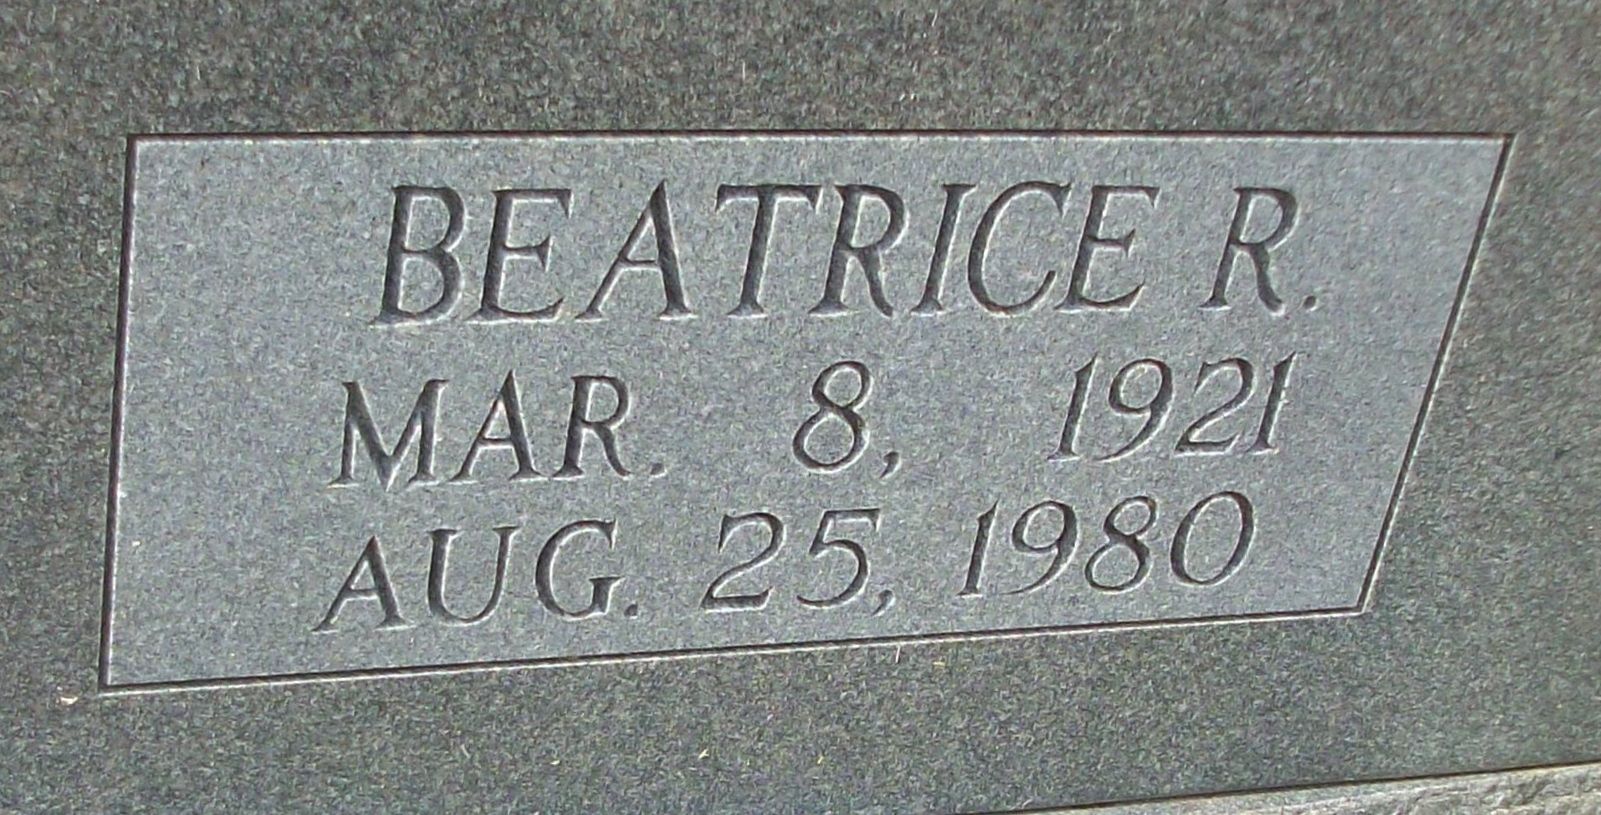 BEATRICE R.
MAR. 8, 1921
AUG. 25, 1980